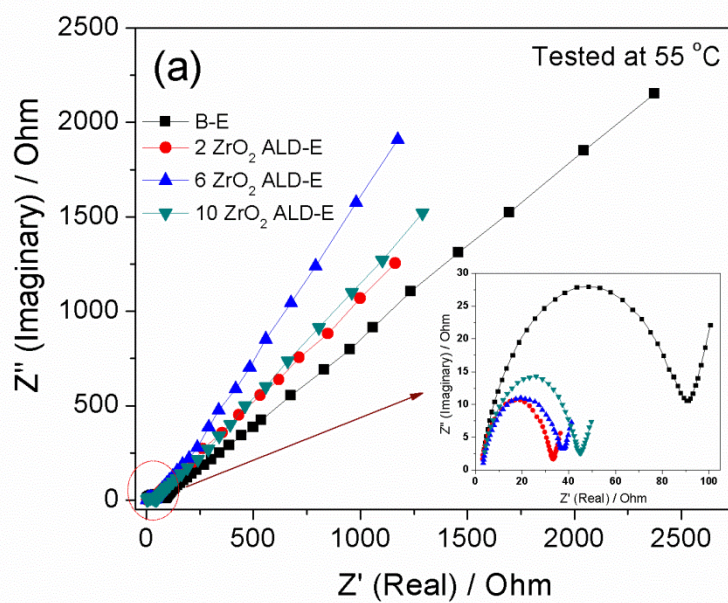 (a)
Tested at 55 °C
B-E
2 ZrO₂ ALD-E
6 ZrO₂ ALD-E
10 ZrO₂ ALD-E
Z'' (Imaginary) / Ohm
2500
2000
1500
1000
500
0
0 500 1000 1500 2000 2500
Z' (Real) / Ohm
Z'' (Imaginary) / Ohm
30
25
20
15
10
5
0
0 20 40 60 80 100
Z' (Real) / Ohm